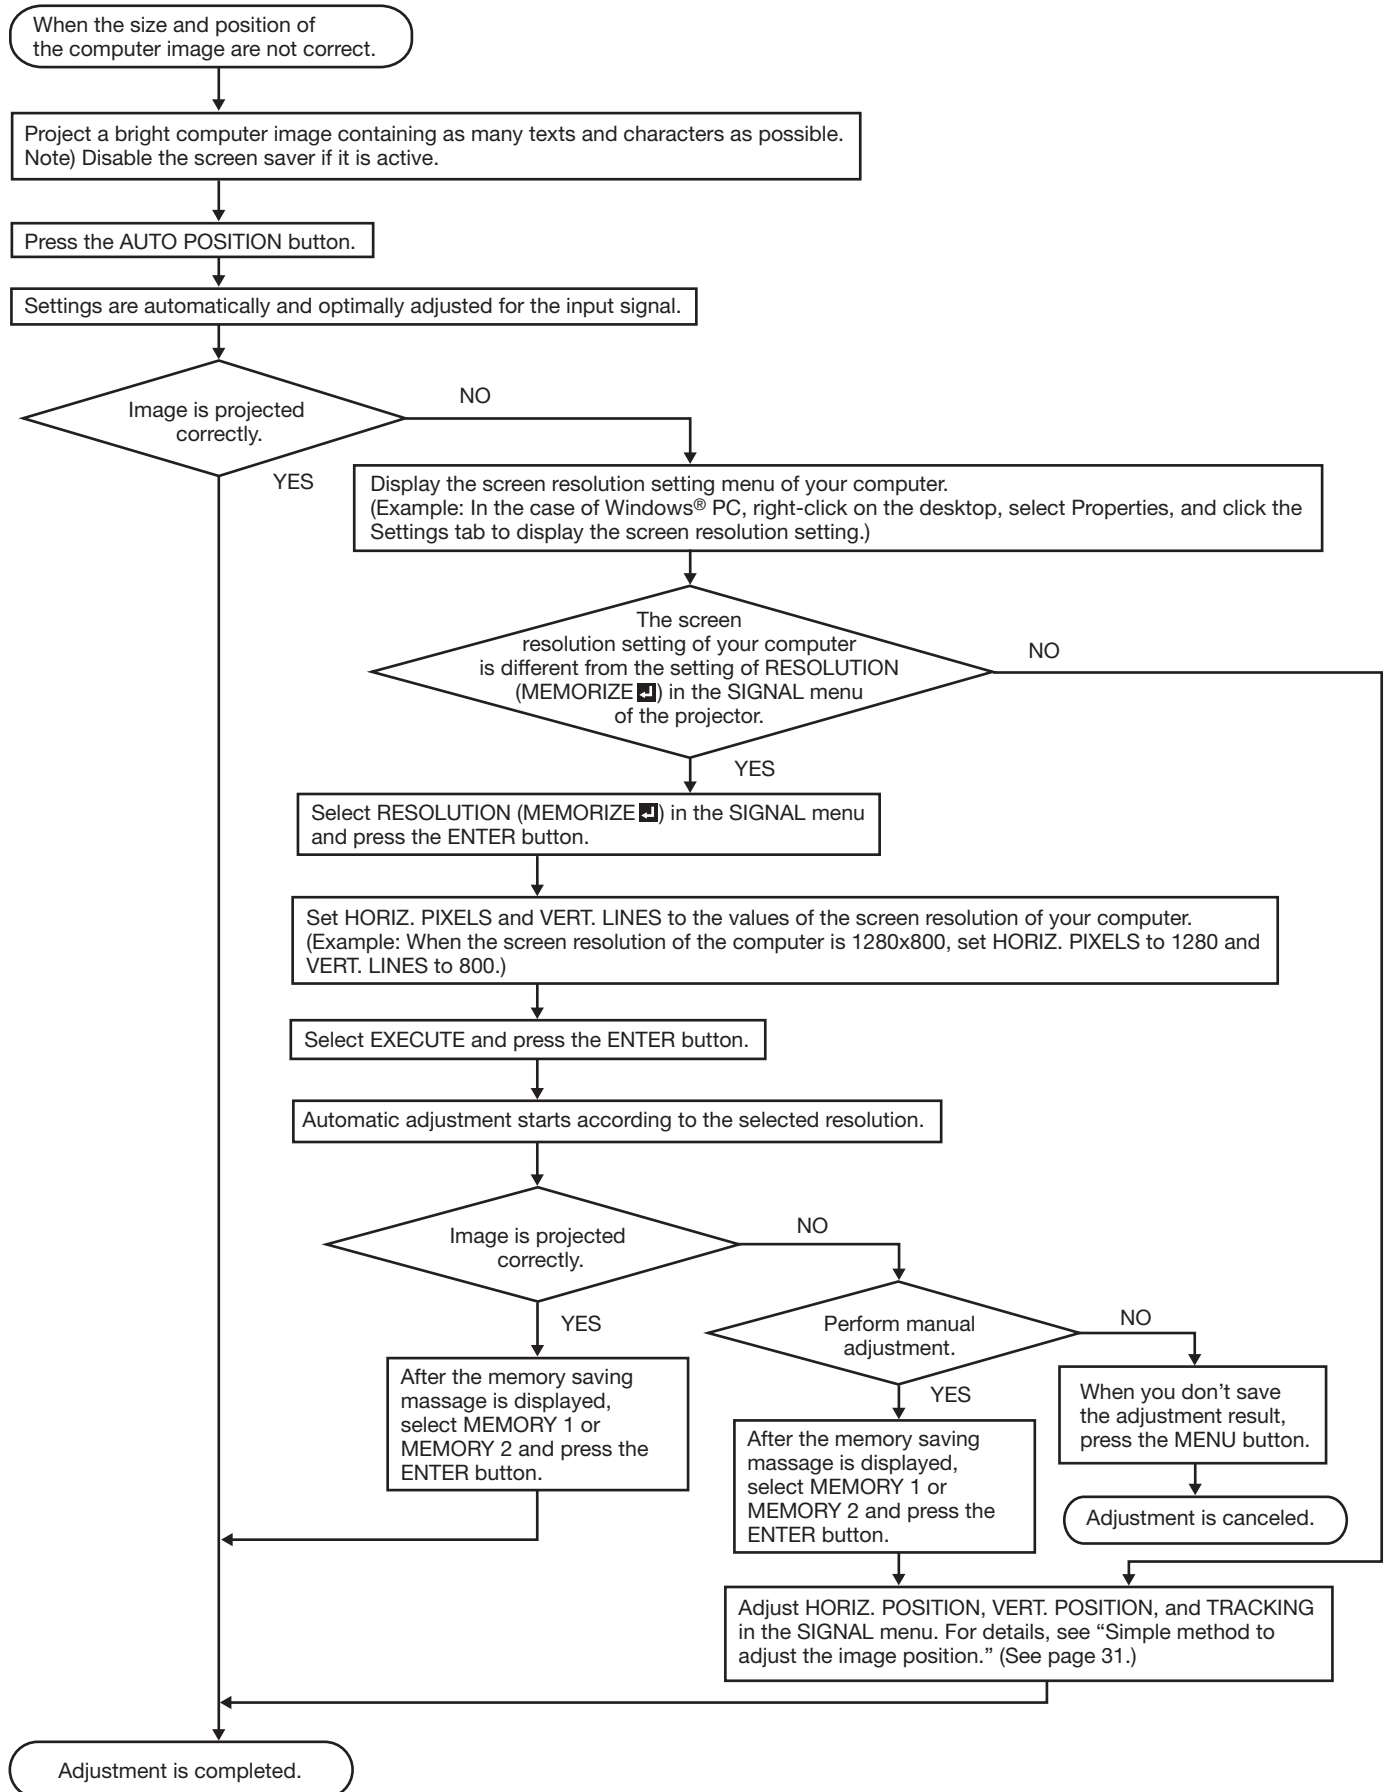 When the size and position of
the computer image are not correct.
Project a bright computer image containing as many texts and characters as possible.
Note) Disable the screen saver if it is active.
Press the AUTO POSITION button.
Settings are automatically and optimally adjusted for the input signal.
Image is projected
correctly.
NO
YES
Display the screen resolution setting menu of your computer.
(Example: In the case of Windows® PC, right-click on the desktop, select Properties, and click the
Settings tab to display the screen resolution setting.)
The screen
resolution setting of your computer
is different from the setting of RESOLUTION
(MEMORIZE ↵) in the SIGNAL menu
of the projector.
NO
YES
Select RESOLUTION (MEMORIZE ↵) in the SIGNAL menu
and press the ENTER button.
Set HORIZ. PIXELS and VERT. LINES to the values of the screen resolution of your computer.
(Example: When the screen resolution of the computer is 1280x800, set HORIZ. PIXELS to 1280 and
VERT. LINES to 800.)
Select EXECUTE and press the ENTER button.
Automatic adjustment starts according to the selected resolution.
Image is projected
correctly.
NO
YES
Perform manual
adjustment.
NO
YES
After the memory saving
massage is displayed,
select MEMORY 1 or
MEMORY 2 and press the
ENTER button.
After the memory saving
massage is displayed,
select MEMORY 1 or
MEMORY 2 and press the
ENTER button.
When you don't save
the adjustment result,
press the MENU button.
Adjustment is canceled.
Adjust HORIZ. POSITION, VERT. POSITION, and TRACKING
in the SIGNAL menu. For details, see “Simple method to
adjust the image position.” (See page 31.)
Adjustment is completed.